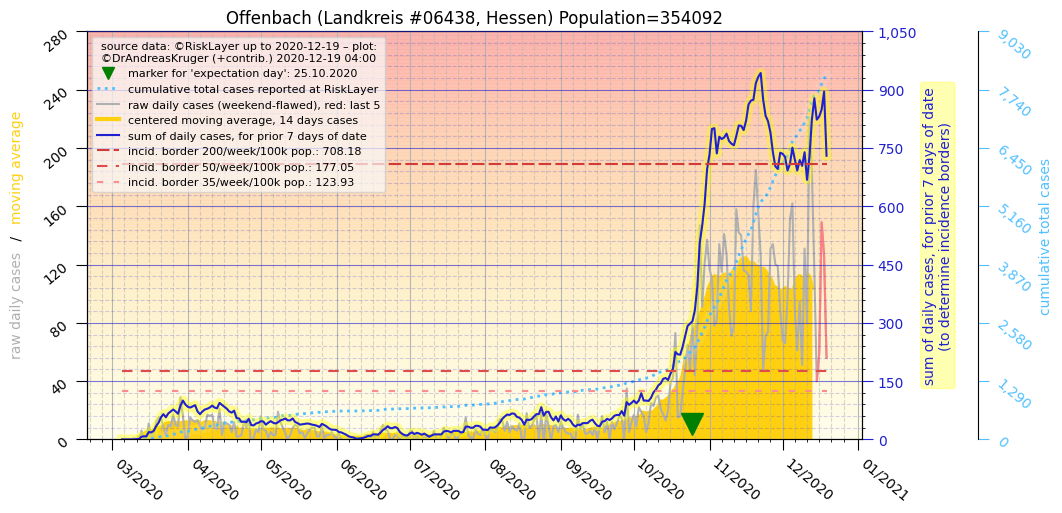 Offenbach (Landkreis #06438, Hessen) Population=354092
source data: ©RiskLayer up to 2020-12-19 – plot:
©DrAndreasKruger (+contrib.) 2020-12-19 04:00
marker for 'expectation day': 25.10.2020
cumulative total cases reported at RiskLayer
raw daily cases (weekend-flawed), red: last 5
centered moving average, 14 days cases
sum of daily cases, for prior 7 days of date
incid. border 200/week/100k pop.: 708.18
incid. border 50/week/100k pop.: 177.05
incid. border 35/week/100k pop.: 123.93
raw daily cases / moving average
280
240
200
160
120
80
40
0
03/2020
04/2020
05/2020
06/2020
07/2020
08/2020
09/2020
10/2020
11/2020
12/2020
01/2021
1,050
900
750
600
450
300
150
0
sum of daily cases, for prior 7 days of date
(to determine incidence borders)
9,030
7,740
6,450
5,160
3,870
2,580
1,290
0
cumulative total cases